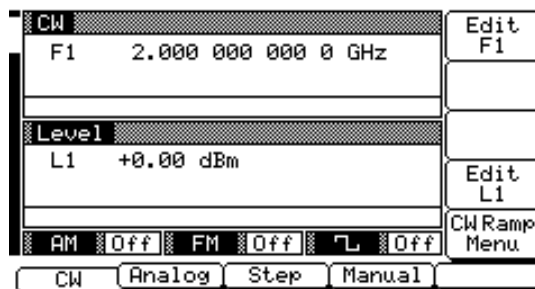 CW
F1 2.000 000 000 0 GHz
Level
L1 +0.00 dBm
AM Off FM Off Off
Edit
F1
Edit
L1
CW Ramp
Menu
CW Analog Step Manual